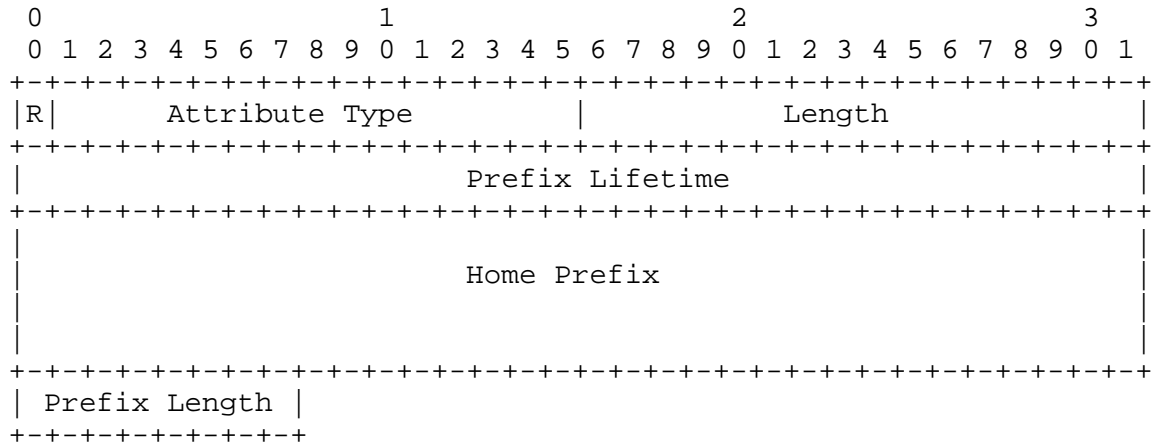 0                   1                   2                   3
 0 1 2 3 4 5 6 7 8 9 0 1 2 3 4 5 6 7 8 9 0 1 2 3 4 5 6 7 8 9 0 1
+-+-+-+-+-+-+-+-+-+-+-+-+-+-+-+-+-+-+-+-+-+-+-+-+-+-+-+-+-+-+-+-+
|R|      Attribute Type         |           Length              |
+-+-+-+-+-+-+-+-+-+-+-+-+-+-+-+-+-+-+-+-+-+-+-+-+-+-+-+-+-+-+-+-+
|                         Prefix Lifetime                       |
+-+-+-+-+-+-+-+-+-+-+-+-+-+-+-+-+-+-+-+-+-+-+-+-+-+-+-+-+-+-+-+-+
|                                                               |
|                         Home Prefix                           |
|                                                               |
|                                                               |
+-+-+-+-+-+-+-+-+-+-+-+-+-+-+-+-+-+-+-+-+-+-+-+-+-+-+-+-+-+-+-+-+
| Prefix Length |
+-+-+-+-+-+-+-+-+